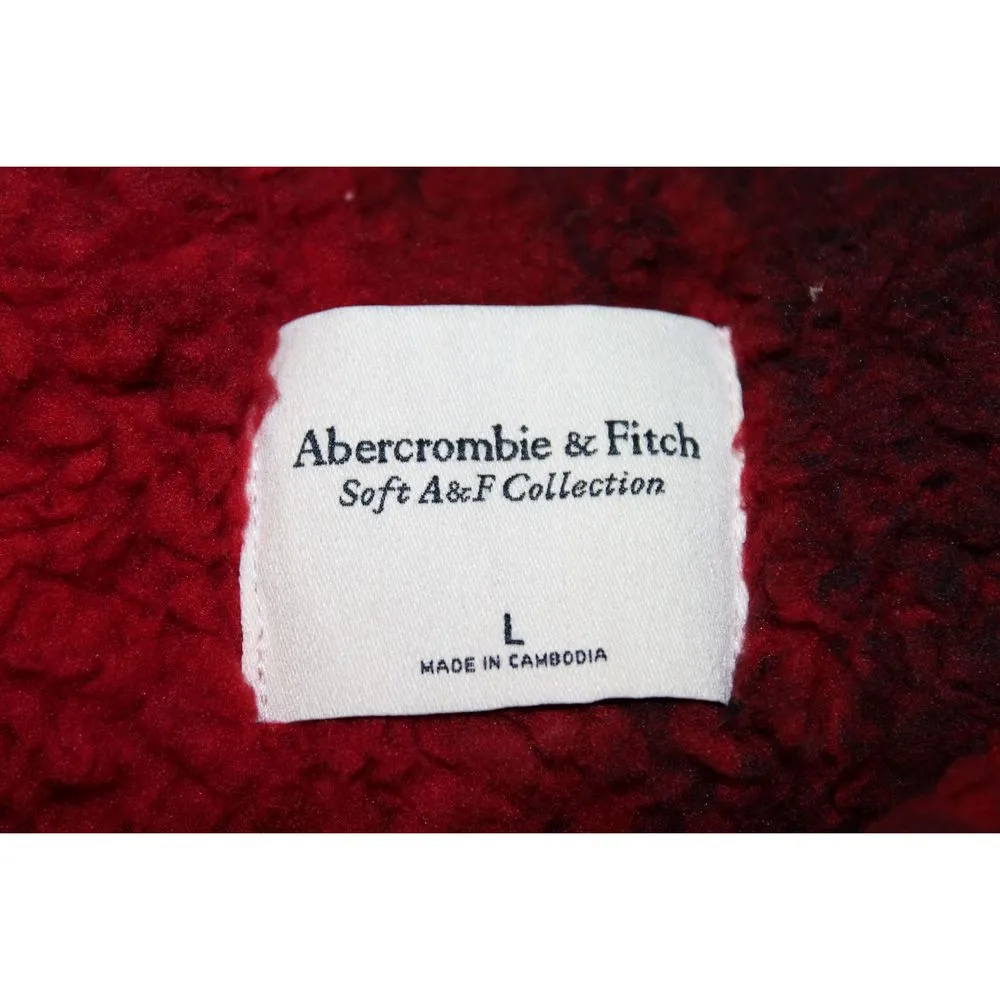 Abercrombie & Fitch
Soft A&F Collection
L
MADE IN CAMBODIA